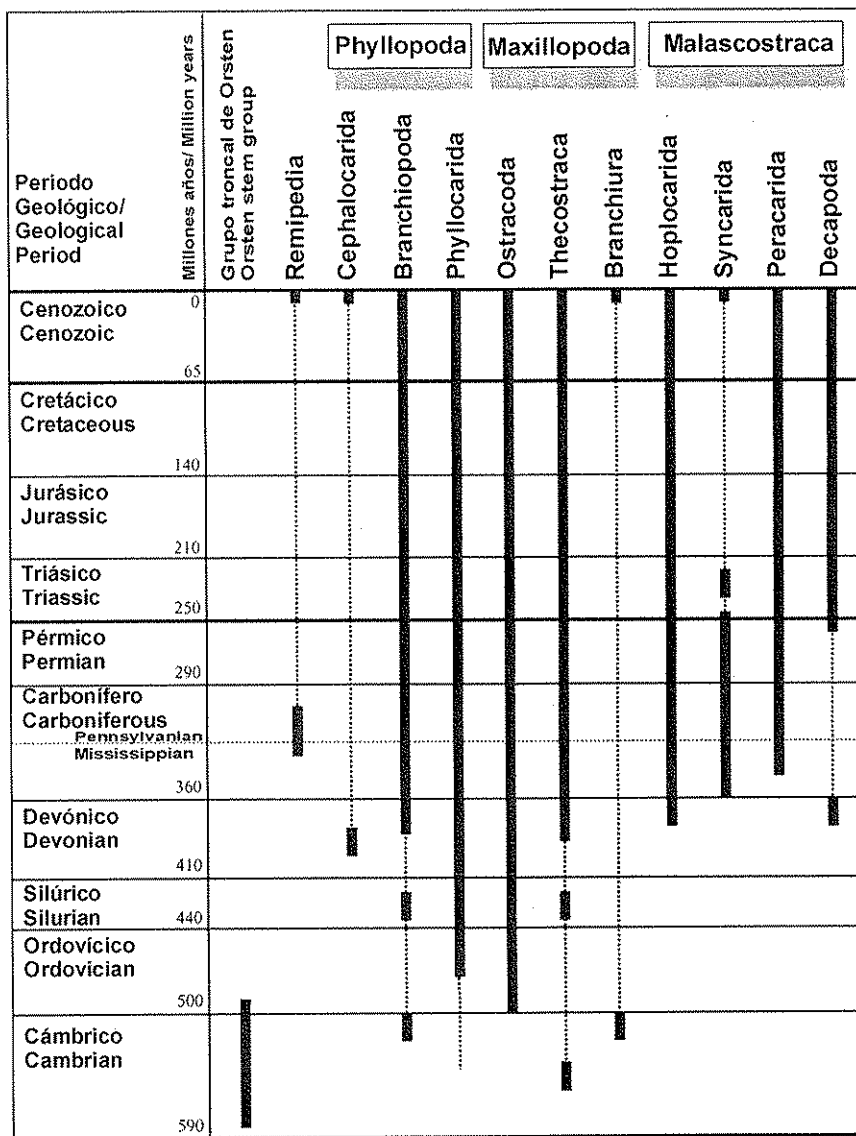 Phyllopoda
Maxillopoda
Malascostraca
Periodo
Geológico/
Geological
Period
Millones años/ Million years
Grupo troncal de Orsten
Orsten stem group
Remipedia
Cephalocarida
Branchiopoda
Phyllocarida
Ostracoda
Thecostraca
Branchiura
Hoplocarida
Syncarida
Peracarida
Decapoda
0
Cenozoico
Cenozoic
65
Cretácico
Cretaceous
140
Jurásico
Jurassic
210
Triásico
Triassic
250
Pérmico
Permian
290
Carbonífero
Carboniferous
Pennsylvanian
Mississippian
360
Devónico
Devonian
410
Silúrico
Silurian
440
Ordovícico
Ordovician
500
Cámbrico
Cambrian
590